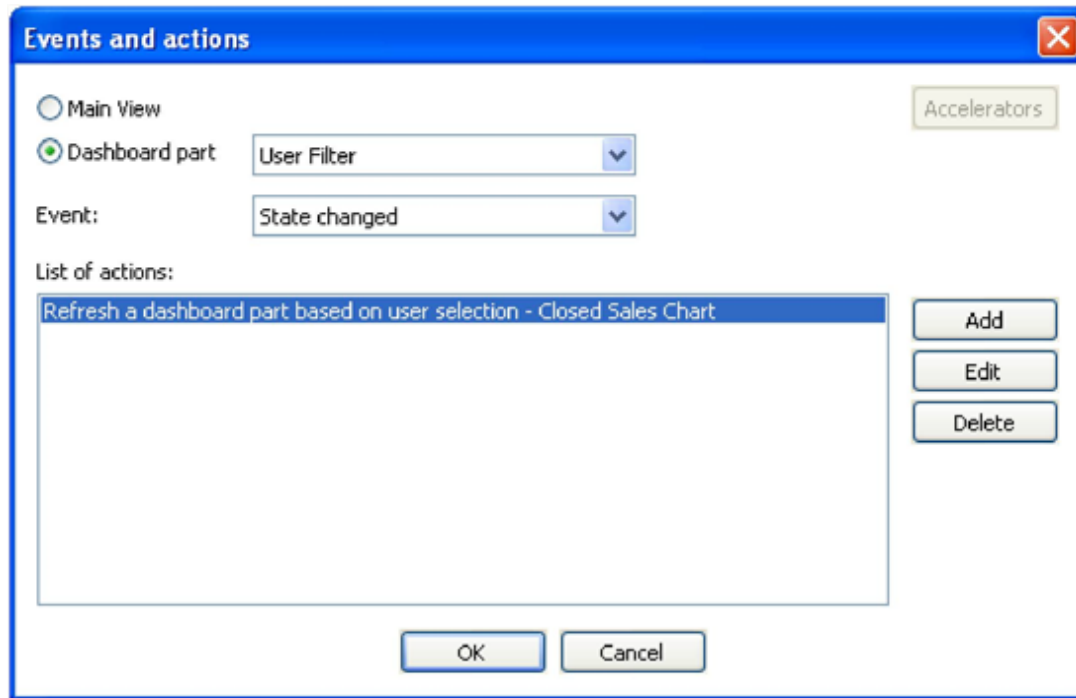 Events and actions
Main View
Accelerators
Dashboard part
User Filter
Event:
State changed
List of actions:
Refresh a dashboard part based on user selection - Closed Sales Chart
Add
Edit
Delete
OK
Cancel